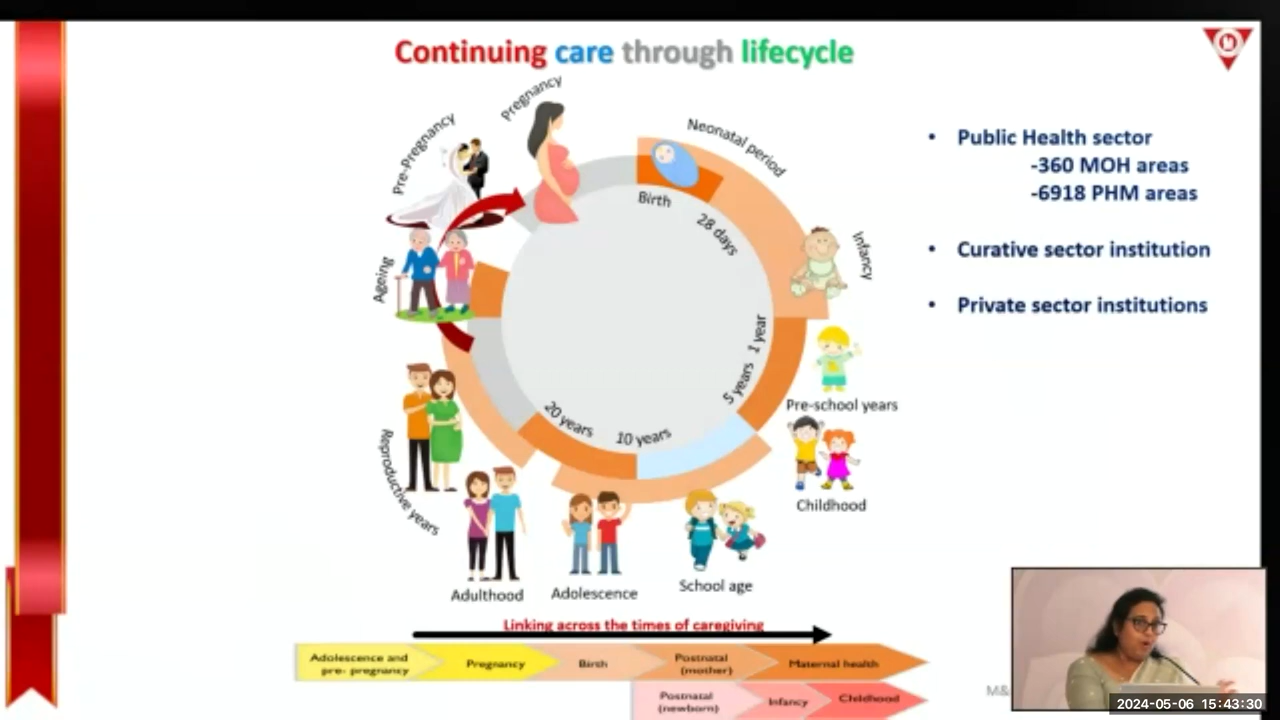 Continuing care through lifecycle
Pregnancy
Pre-Pregnancy
Neonatal period
Birth
28 days
Infancy
Ageing
1 year
5 years
Pre-school years
10 years
20 years
Childhood
Reproductive years
School age
Adolescence
Adulthood
• Public Health sector
-360 MOH areas
-6918 PHM areas
• Curative sector institution
• Private sector institutions
Linking across the times of caregiving
Adolescence and
pre- pregnancy
Pregnancy
Birth
Postnatal
(mother)
Maternal health
Postnatal
(newborn)
Infancy
Childhood
M&
2024-05-06 15:43:30